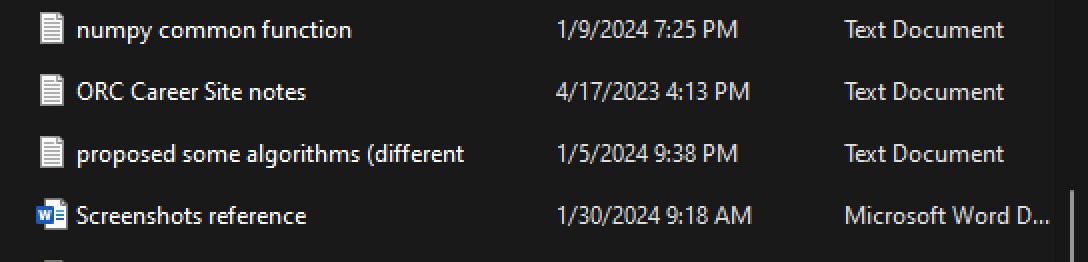 numpy common function 1/9/2024 7:25 PM Text Document
ORC Career Site notes 4/17/2023 4:13 PM Text Document
proposed some algorithms (different 1/5/2024 9:38 PM Text Document
Screenshots reference 1/30/2024 9:18 AM Microsoft Word D...